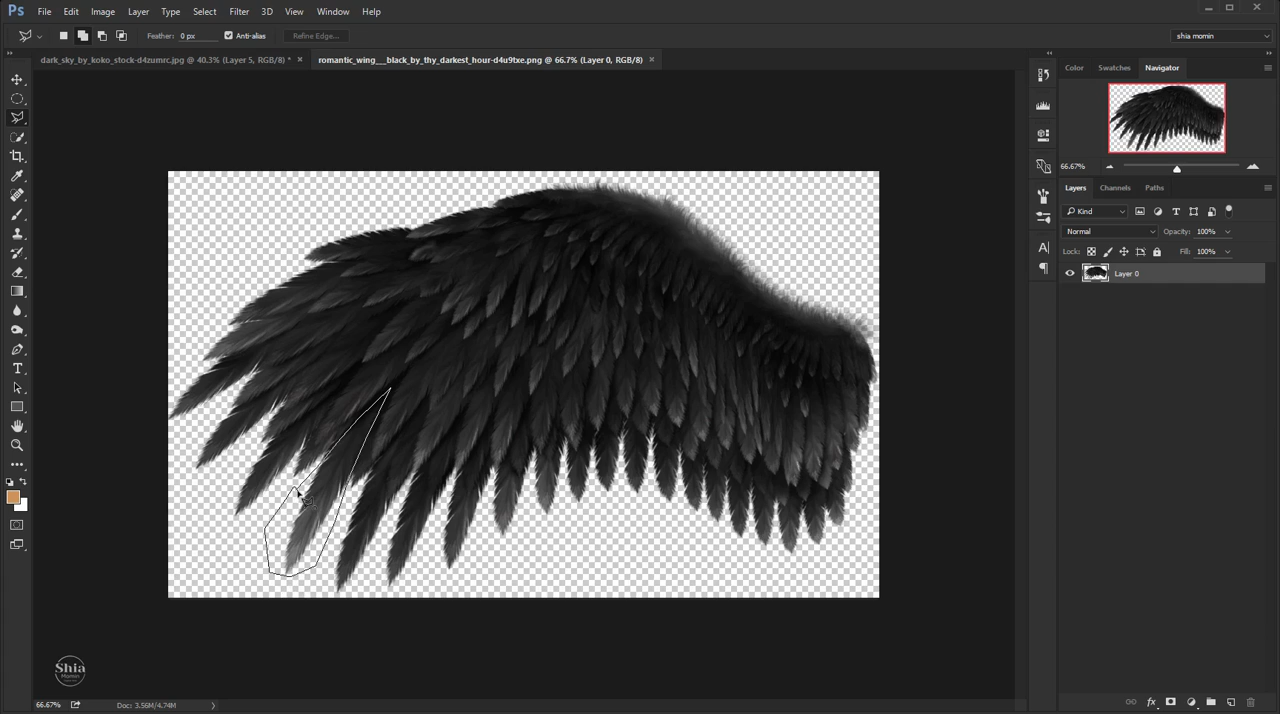 Ps File Edit Image Layer Type Select Filter 3D View Window Help
Feather: 0 px Anti-alias Refine Edge... shia momin
dark_sky_by_koko_stock-d4zumrc.jpg @ 40.3% (Layer 5, RGB/8) * × romantic_wing___black_by_thy_darkest_hour-d4u9txe.png @ 66.7% (Layer 0, RGB/8) ×
Color Swatches Navigator
66.67%
Layers Channels Paths
Kind
Normal Opacity: 100%
Lock: Fill: 100%
Layer 0
Shia
Momin
66.67% Doc: 3.56M/4.74M